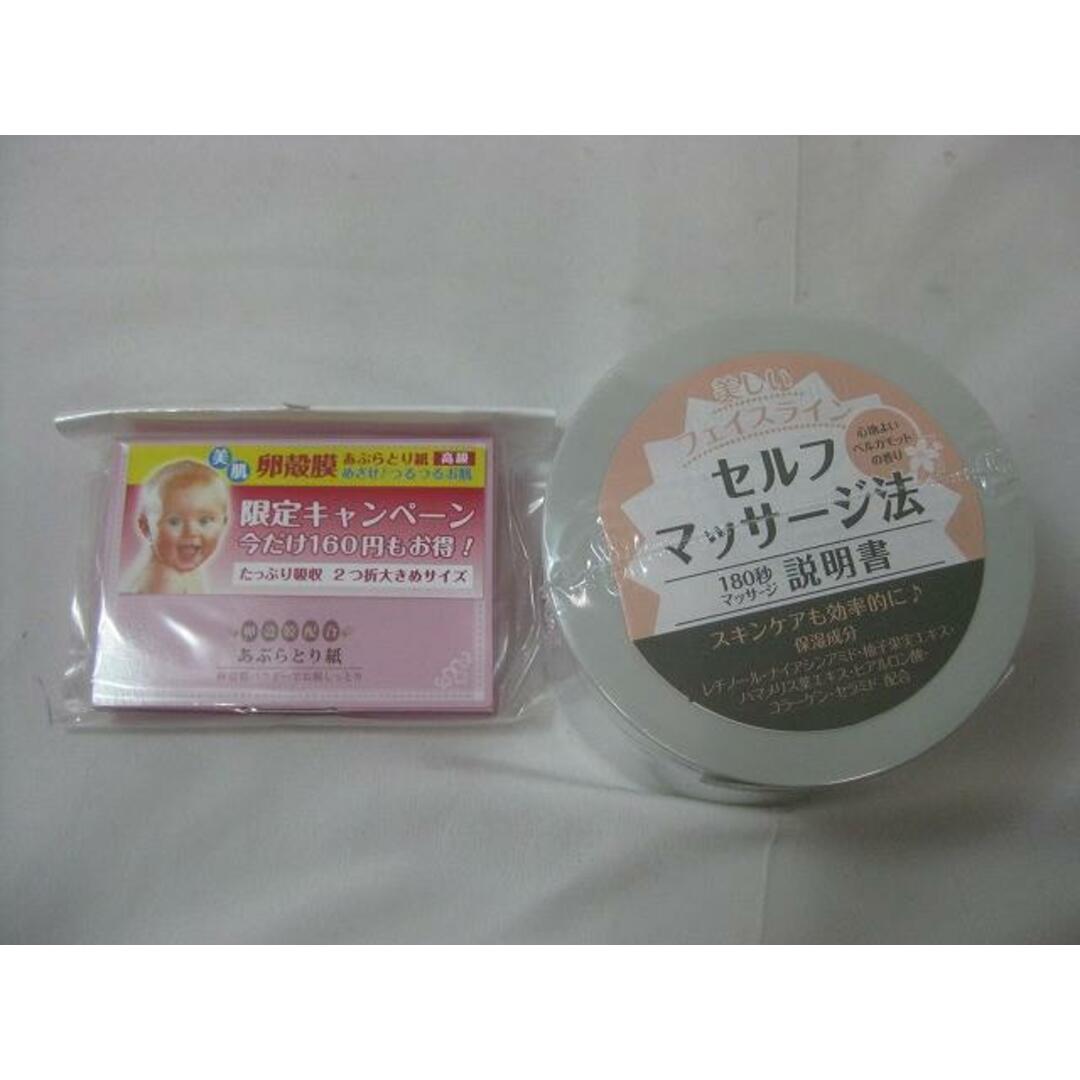 美肌
卵殻膜 あぶらとり紙 高級
めざせ!つるつるお肌
限定キャンペーン
今だけ160円もお得!
たっぷり吸収 2つ折大きめサイズ
卵殻膜配合
あぶらとり紙
美しい
フェイスライン
心地よい
ベルガモット
の香り
セルフ
マッサージ法
180秒
マッサージ
説明書
スキンケアも効率的に♪
保湿成分
レチノール・ナイアシンアミド・柚子果実エキス・
ハマメリス葉エキス・ヒアルロン酸・
コラーゲン・セラミド 配合